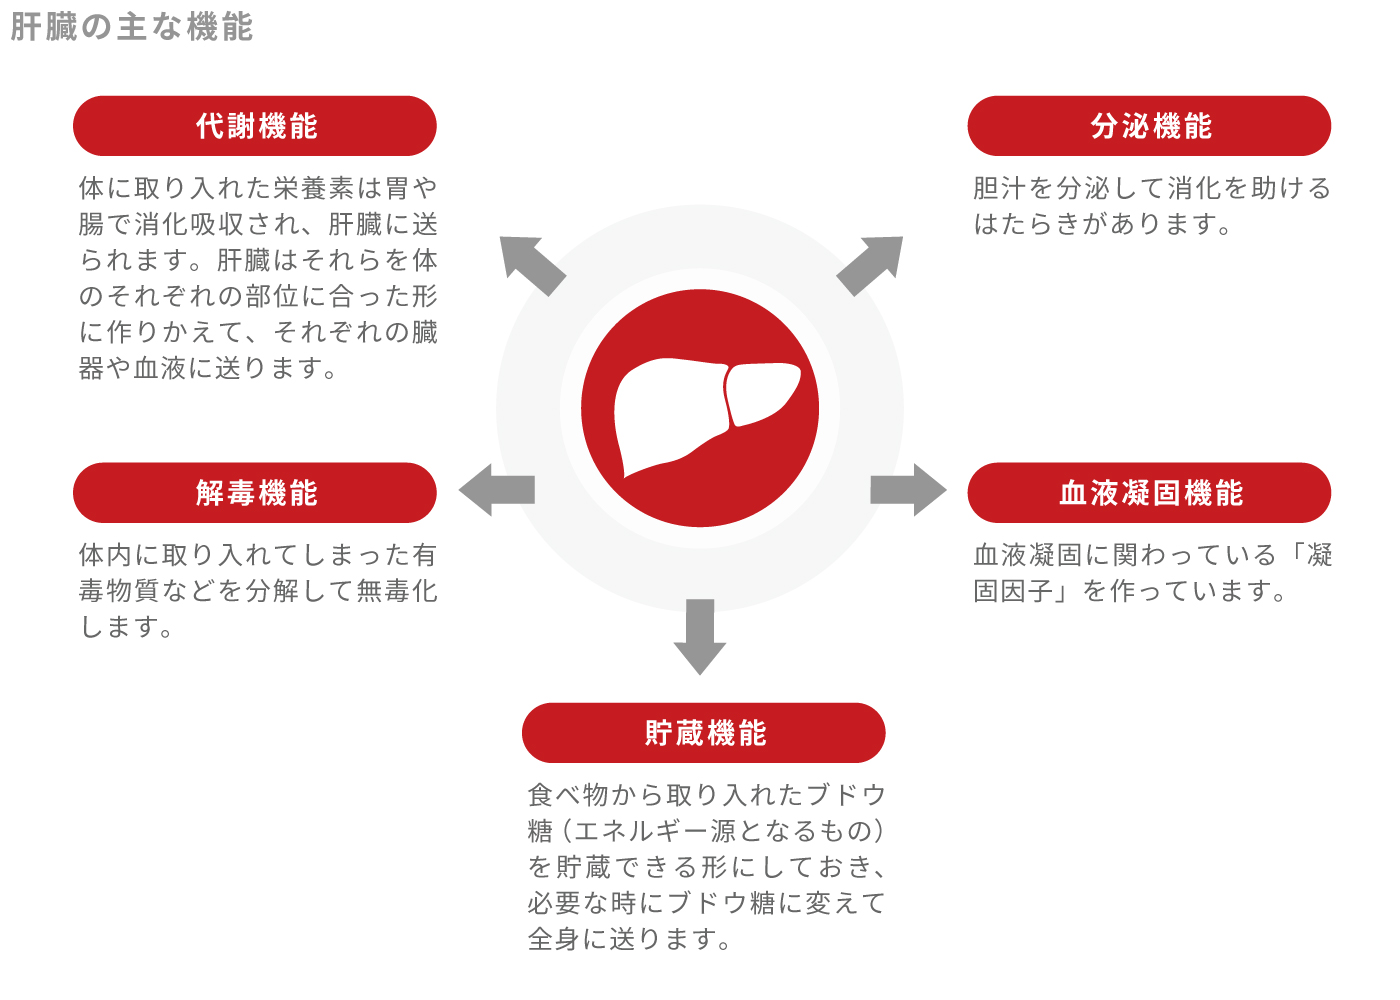 肝臓の主な機能
代謝機能
体に取り入れた栄養素は胃や
腸で消化吸収され、肝臓に送
られます。肝臓はそれらを体
のそれぞれの部位に合った形
に作りかえて、それぞれの臓
器や血液に送ります。
分泌機能
胆汁を分泌して消化を助ける
はたらきがあります。
解毒機能
体内に取り入れてしまった有
毒物質などを分解して無毒化
します。
血液凝固機能
血液凝固に関わっている「凝
固因子」を作っています。
貯蔵機能
食べ物から取り入れたブドウ
糖（エネルギー源となるもの）
を貯蔵できる形にしておき、
必要な時にブドウ糖に変えて
全身に送ります。